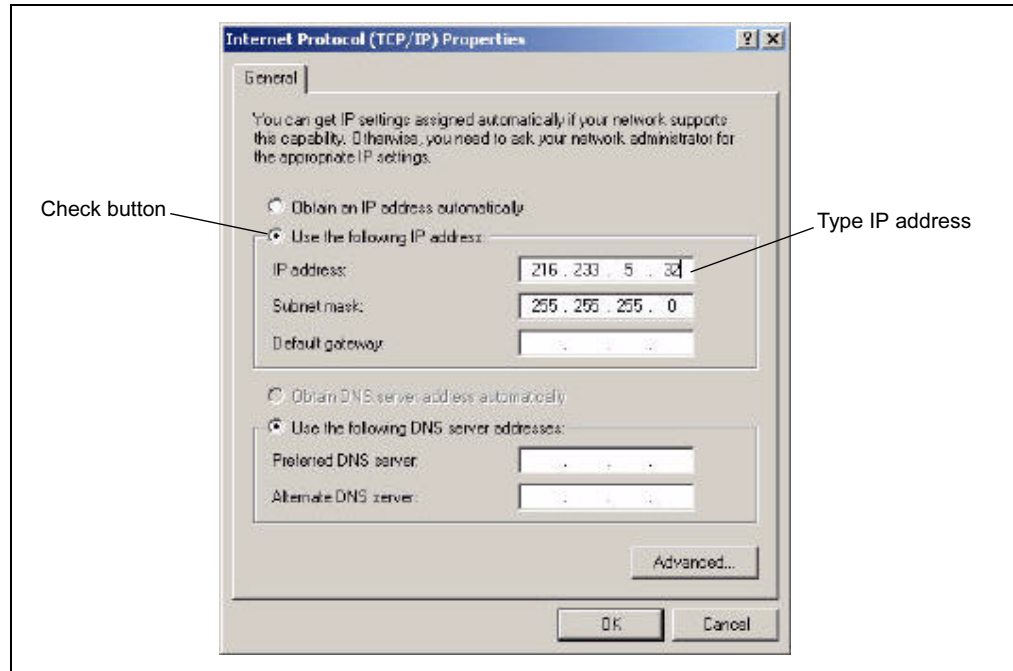 Internet Protocol (TCP/IP) Properties
General
You can get IP settings assigned automatically if your network supports
this capability. Otherwise, you need to ask your network administrator for
the appropriate IP settings.
Obtain an IP address automatically
Check button
Use the following IP address:
Type IP address
IP address:
216 . 233 . 5 . 32
Subnet mask:
255 . 255 . 255 . 0
Default gateway:
. . .
Obtain DNS server address automatically
Use the following DNS server addresses:
Preferred DNS server:
. . .
Alternate DNS server:
. . .
Advanced...
OK
Cancel